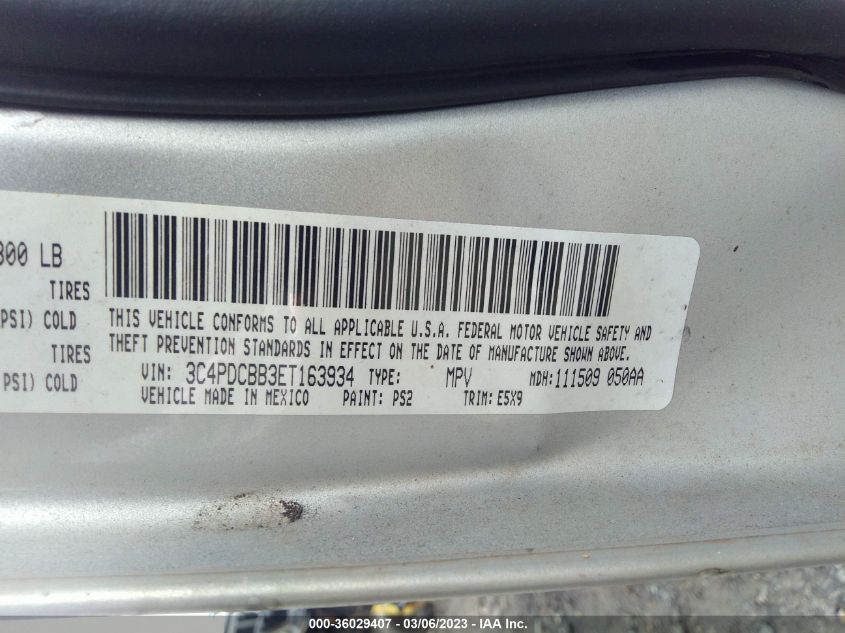 300 LB
TIRES
PSI) COLD
TIRES
PSI) COLD
THIS VEHICLE CONFORMS TO ALL APPLICABLE U.S.A. FEDERAL MOTOR VEHICLE SAFETY AND
THEFT PREVENTION STANDARDS IN EFFECT ON THE DATE OF MANUFACTURE SHOWN ABOVE.
VIN: 3C4PDCBB3ET163934 TYPE: MPV MDH:111509 050AA
VEHICLE MADE IN MEXICO PAINT: PS2 TRIM: E5X9
000-36029407 - 03/06/2023 - IAA Inc.